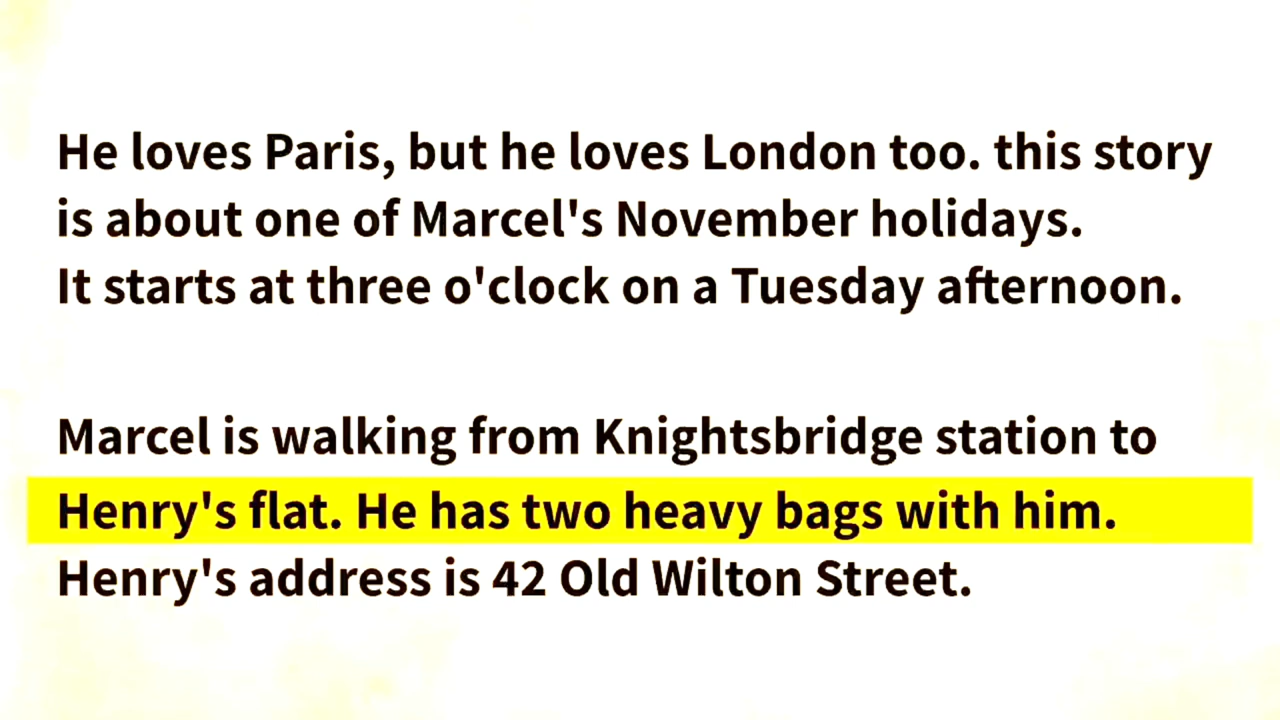 He loves Paris, but he loves London too. this story
is about one of Marcel's November holidays.
It starts at three o'clock on a Tuesday afternoon.
Marcel is walking from Knightsbridge station to
Henry's flat. He has two heavy bags with him.
Henry's address is 42 Old Wilton Street.